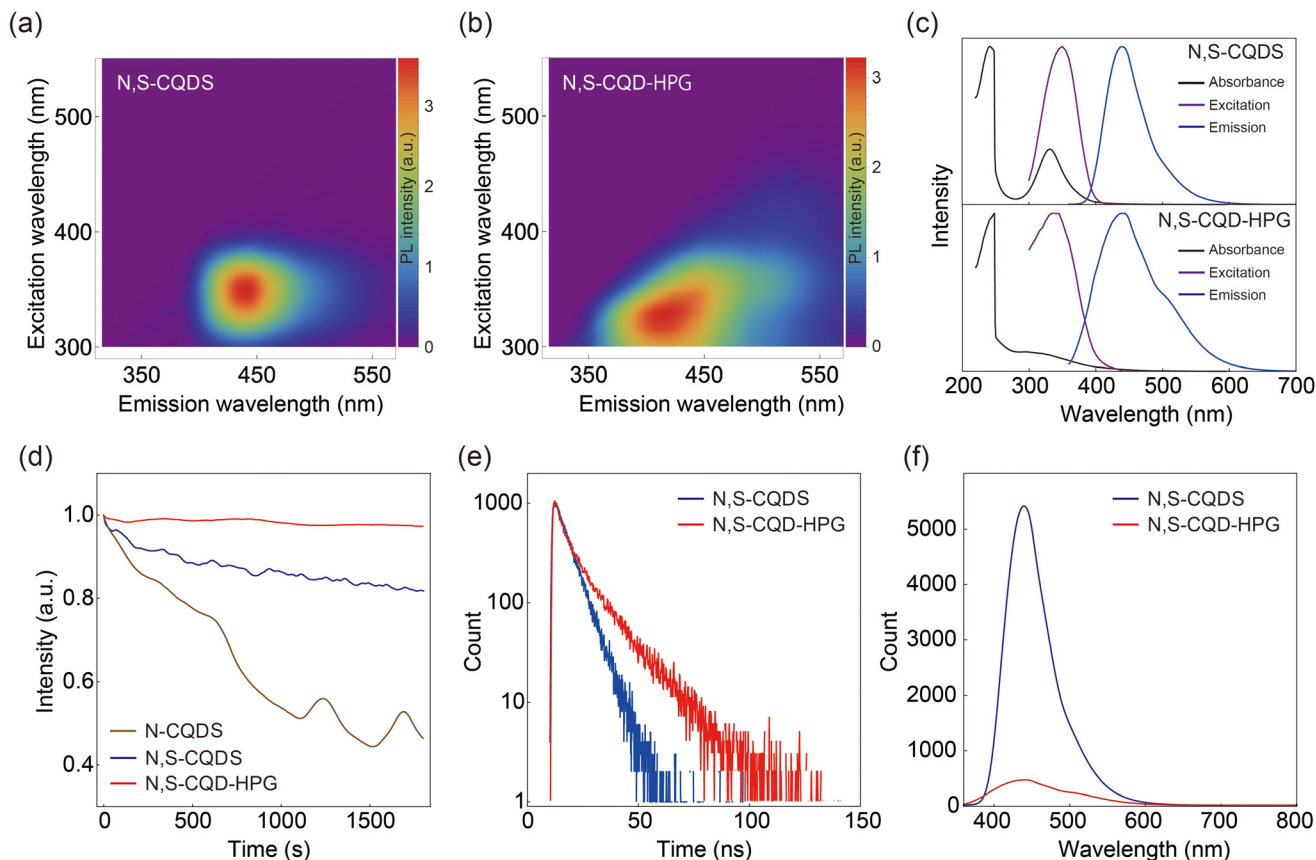 (a)
N,S-CQDS
Excitation wavelength (nm)
500
400
300
350
450
550
Emission wavelength (nm)
PL intensity (a.u.)
3
2
1
0
(b)
N,S-CQD-HPG
Excitation wavelength (nm)
500
400
300
350
450
550
Emission wavelength (nm)
PL intensity (a.u.)
3
2
1
0
(c)
N,S-CQDS
Absorbance
Excitation
Emission
N,S-CQD-HPG
Absorbance
Excitation
Emission
Intensity
200
300
400
500
600
700
Wavelength (nm)
(d)
Intensity (a.u.)
1.0
0.8
0.6
0.4
N-CQDS
N,S-CQDS
N,S-CQD-HPG
0
500
1000
1500
Time (s)
(e)
Count
1000
100
10
1
N,S-CQDS
N,S-CQD-HPG
0
50
100
150
Time (ns)
(f)
Count
5000
4000
3000
2000
1000
0
N,S-CQDS
N,S-CQD-HPG
400
500
600
700
800
Wavelength (nm)